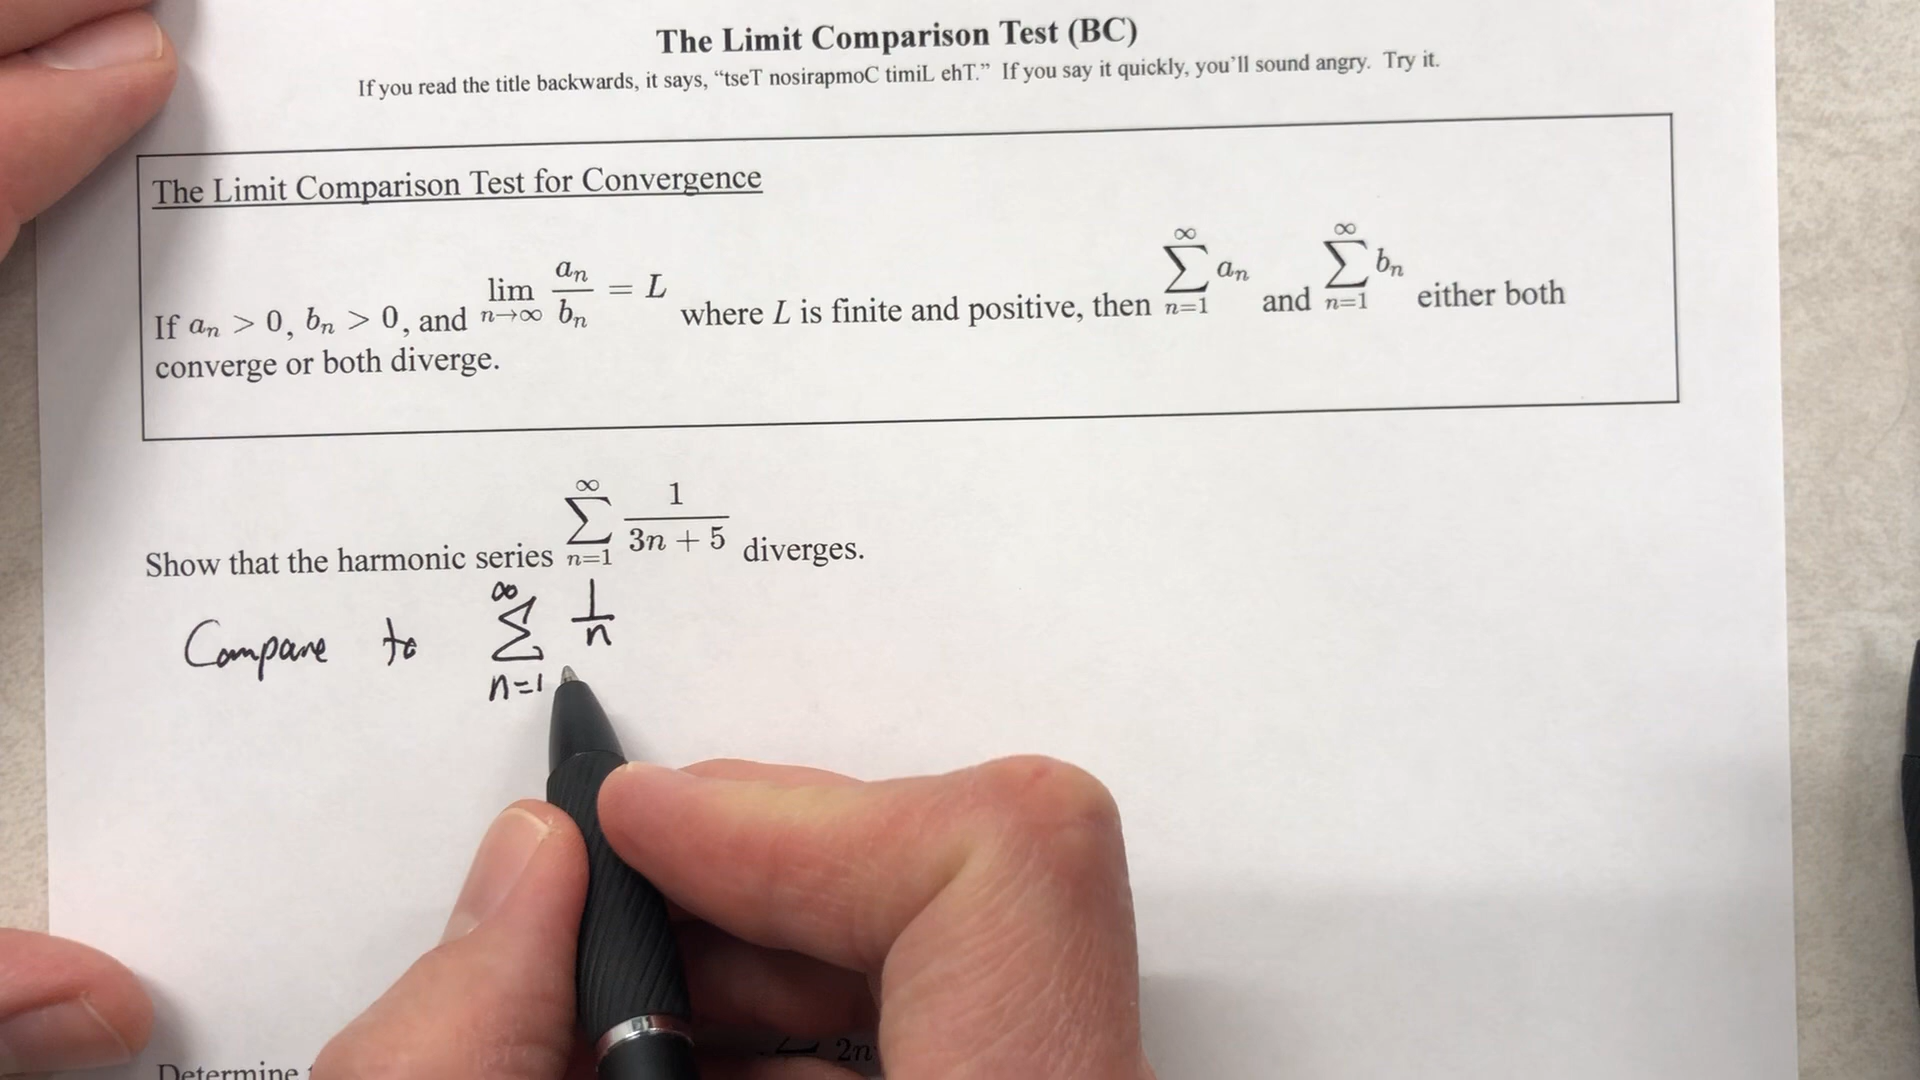 The Limit Comparison Test (BC)
If you read the title backwards, it says, “tseT nosirapmoC timiL ehT.” If you say it quickly, you’ll sound angry. Try it.
The Limit Comparison Test for Convergence
If aₙ > 0, bₙ > 0, and lim n→∞ aₙ/bₙ = L where L is finite and positive, then ∞∑n=1 aₙ and ∞∑n=1 bₙ either both
converge or both diverge.
Show that the harmonic series ∞∑n=1 1/(3n + 5) diverges.
Compare to ∞∑n=1 1/n
Determine 2n